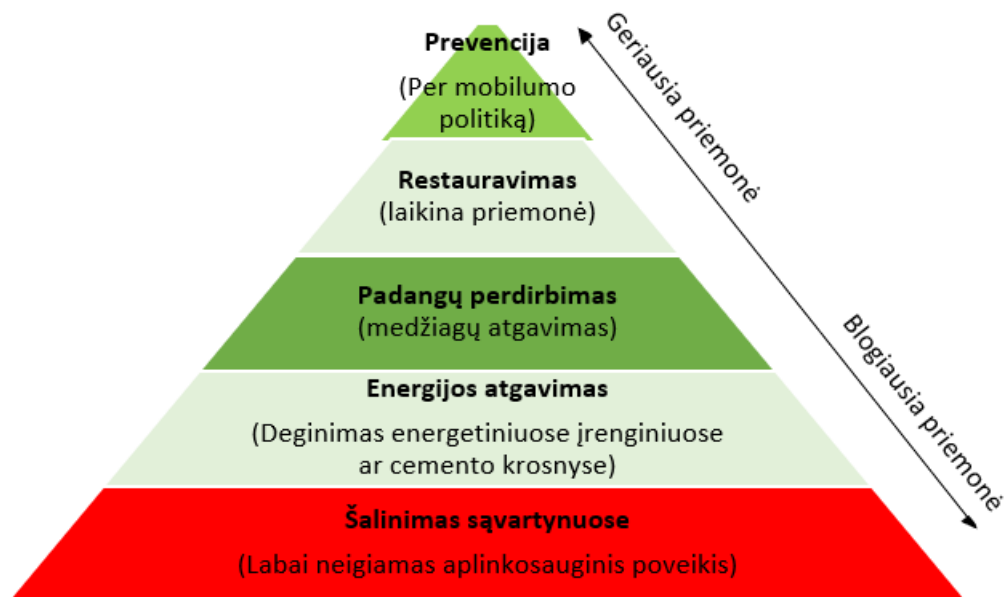 Prevencija
(Per mobilumo
politiką)
Restauravimas
(laikina priemonė)
Padangų perdirbimas
(medžiagų atgavimas)
Energijos atgavimas
(Deginimas energetiniuose įrenginiuose
ar cemento krosnyse)
Šalinimas sąvartynuose
(Labai neigiamas aplinkosauginis poveikis)
Geriausia priemonė
Blogiausia priemonė